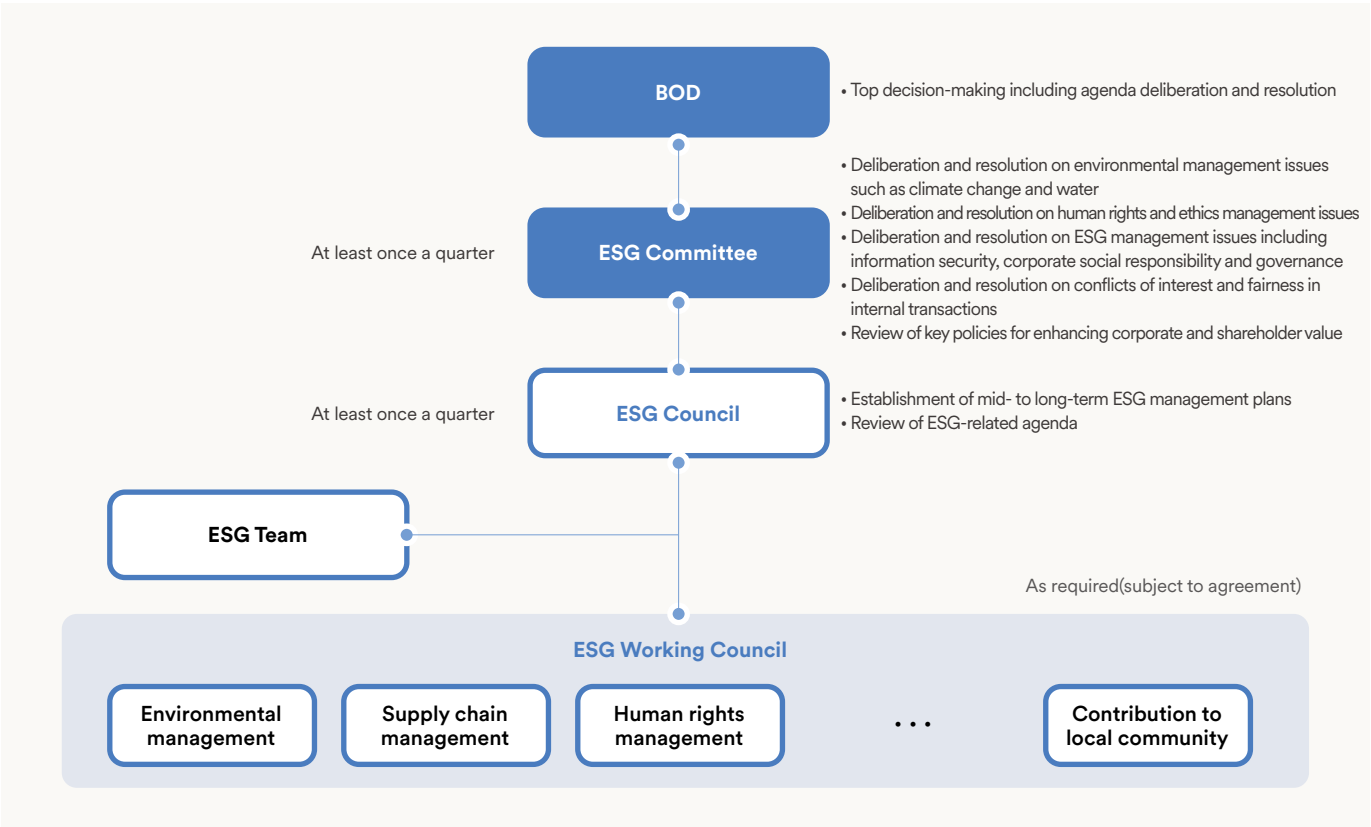 BOD
• Top decision-making including agenda deliberation and resolution
At least once a quarter
ESG Committee
• Deliberation and resolution on environmental management issues
such as climate change and water
• Deliberation and resolution on human rights and ethics management issues
• Deliberation and resolution on ESG management issues including
information security, corporate social responsibility and governance
• Deliberation and resolution on conflicts of interest and fairness in
internal transactions
• Review of key policies for enhancing corporate and shareholder value
At least once a quarter
ESG Council
• Establishment of mid- to long-term ESG management plans
• Review of ESG-related agenda
ESG Team
As required(subject to agreement)
ESG Working Council
Environmental
management
Supply chain
management
Human rights
management
...
Contribution to
local community